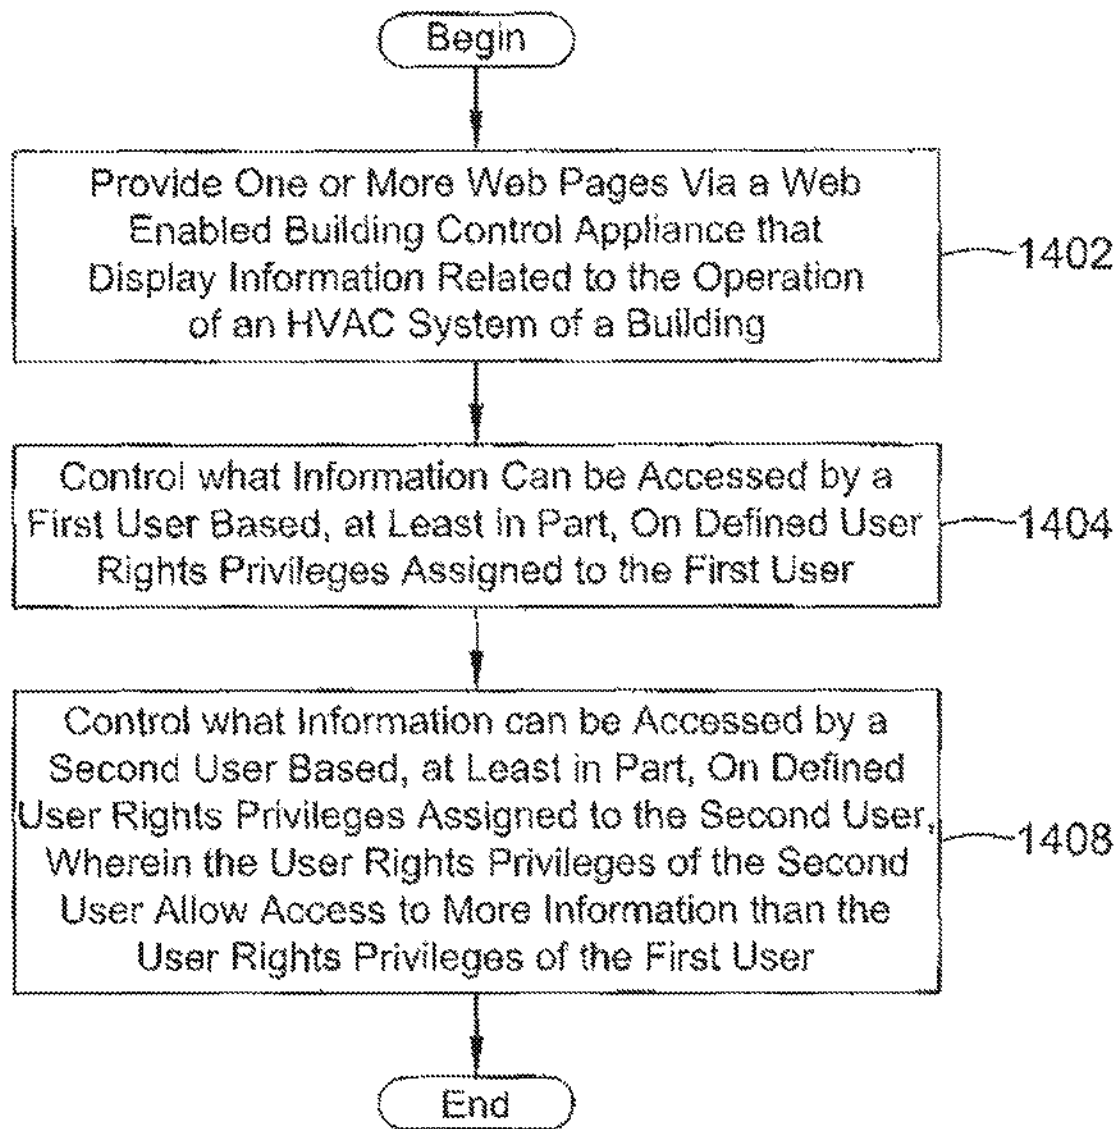 Begin
Provide One or More Web Pages Via a Web
Enabled Building Control Appliance that
Display Information Related to the Operation
of an HVAC System of a Building
1402
Control what Information Can be Accessed by a
First User Based, at Least in Part, On Defined User
Rights Privileges Assigned to the First User
1404
Control what Information can be Accessed by a
Second User Based, at Least in Part, On Defined
User Rights Privileges Assigned to the Second User,
Wherein the User Rights Privileges of the Second
User Allow Access to More Information than the
User Rights Privileges of the First User
1408
End